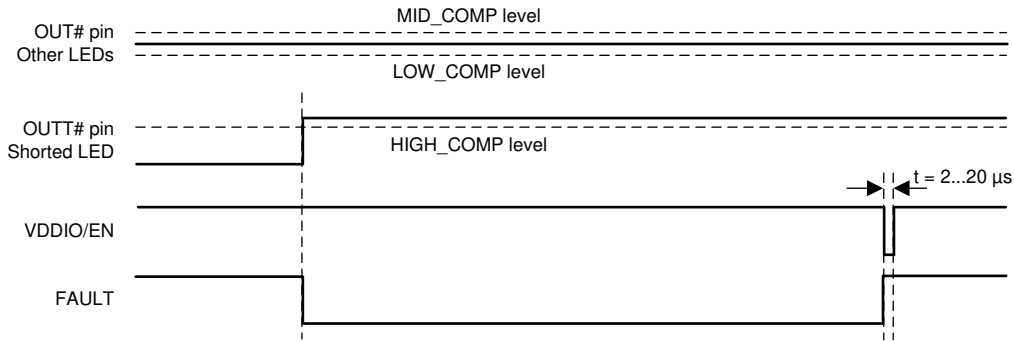 MID_COMP level
OUT# pin
Other LEDs
LOW_COMP level
OUTT# pin
Shorted LED
HIGH_COMP level
t = 2...20 µs
VDDIO/EN
FAULT